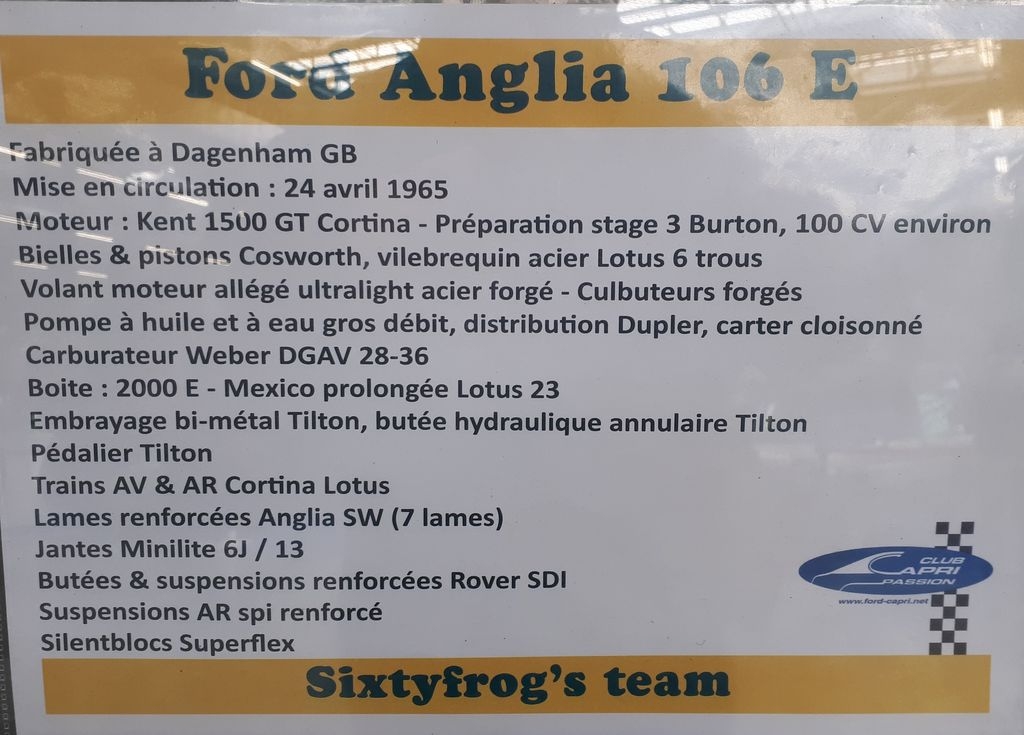 Ford Anglia 106 E
Fabriquée à Dagenham GB
Mise en circulation : 24 avril 1965
Moteur : Kent 1500 GT Cortina - Préparation stage 3 Burton, 100 CV environ
Bielles & pistons Cosworth, vilebrequin acier Lotus 6 trous
Volant moteur allégé ultralight acier forgé - Culbuteurs forgés
Pompe à huile et à eau gros débit, distribution Dupler, carter cloisonné
Carburateur Weber DGAV 28-36
Boite : 2000 E - Mexico prolongée Lotus 23
Embrayage bi-métal Tilton, butée hydraulique annulaire Tilton
Pédalier Tilton
Trains AV & AR Cortina Lotus
Lames renforcées Anglia SW (7 lames)
Jantes Minilite 6J / 13
Butées & suspensions renforcées Rover SDI
Suspensions AR spi renforcé
Silentblocs Superflex
CLUB
CAPRI
PASSION
www.ford-capri.net
Sixtyfrog's team